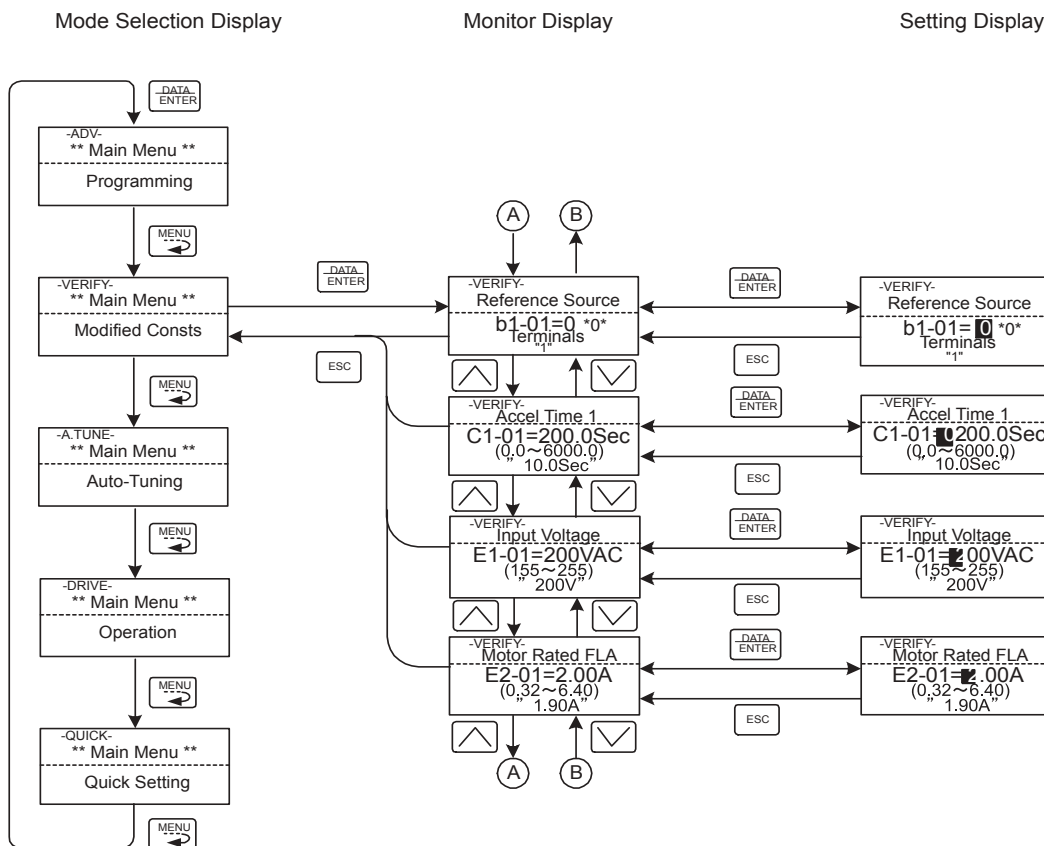 Mode Selection Display
Monitor Display
Setting Display
DATA
ENTER
-ADV-
** Main Menu **
Programming
MENU
-VERIFY-
** Main Menu **
Modified Consts
MENU
-A.TUNE-
** Main Menu **
Auto-Tuning
MENU
-DRIVE-
** Main Menu **
Operation
MENU
-QUICK-
** Main Menu **
Quick Setting
MENU
DATA
ENTER
ESC
A
B
-VERIFY-
Reference Source
b1-01=0 *0*
Terminals
"1"
-VERIFY-
Accel Time 1
C1-01=200.0Sec
(0.0~6000.0)
" 10.0Sec"
-VERIFY-
Input Voltage
E1-01=200VAC
(155~255)
" 200V"
-VERIFY-
Motor Rated FLA
E2-01=2.00A
(0.32~6.40)
" 1.90A"
A
B
DATA
ENTER
ESC
DATA
ENTER
ESC
DATA
ENTER
ESC
DATA
ENTER
ESC
-VERIFY-
Reference Source
b1-01= 0 *0*
Terminals
"1"
-VERIFY-
Accel Time 1
C1-01=0200.0Sec
(0.0~6000.0)
" 10.0Sec"
-VERIFY-
Input Voltage
E1-01=200VAC
(155~255)
" 200V"
-VERIFY-
Motor Rated FLA
E2-01=2.00A
(0.32~6.40)
" 1.90A"